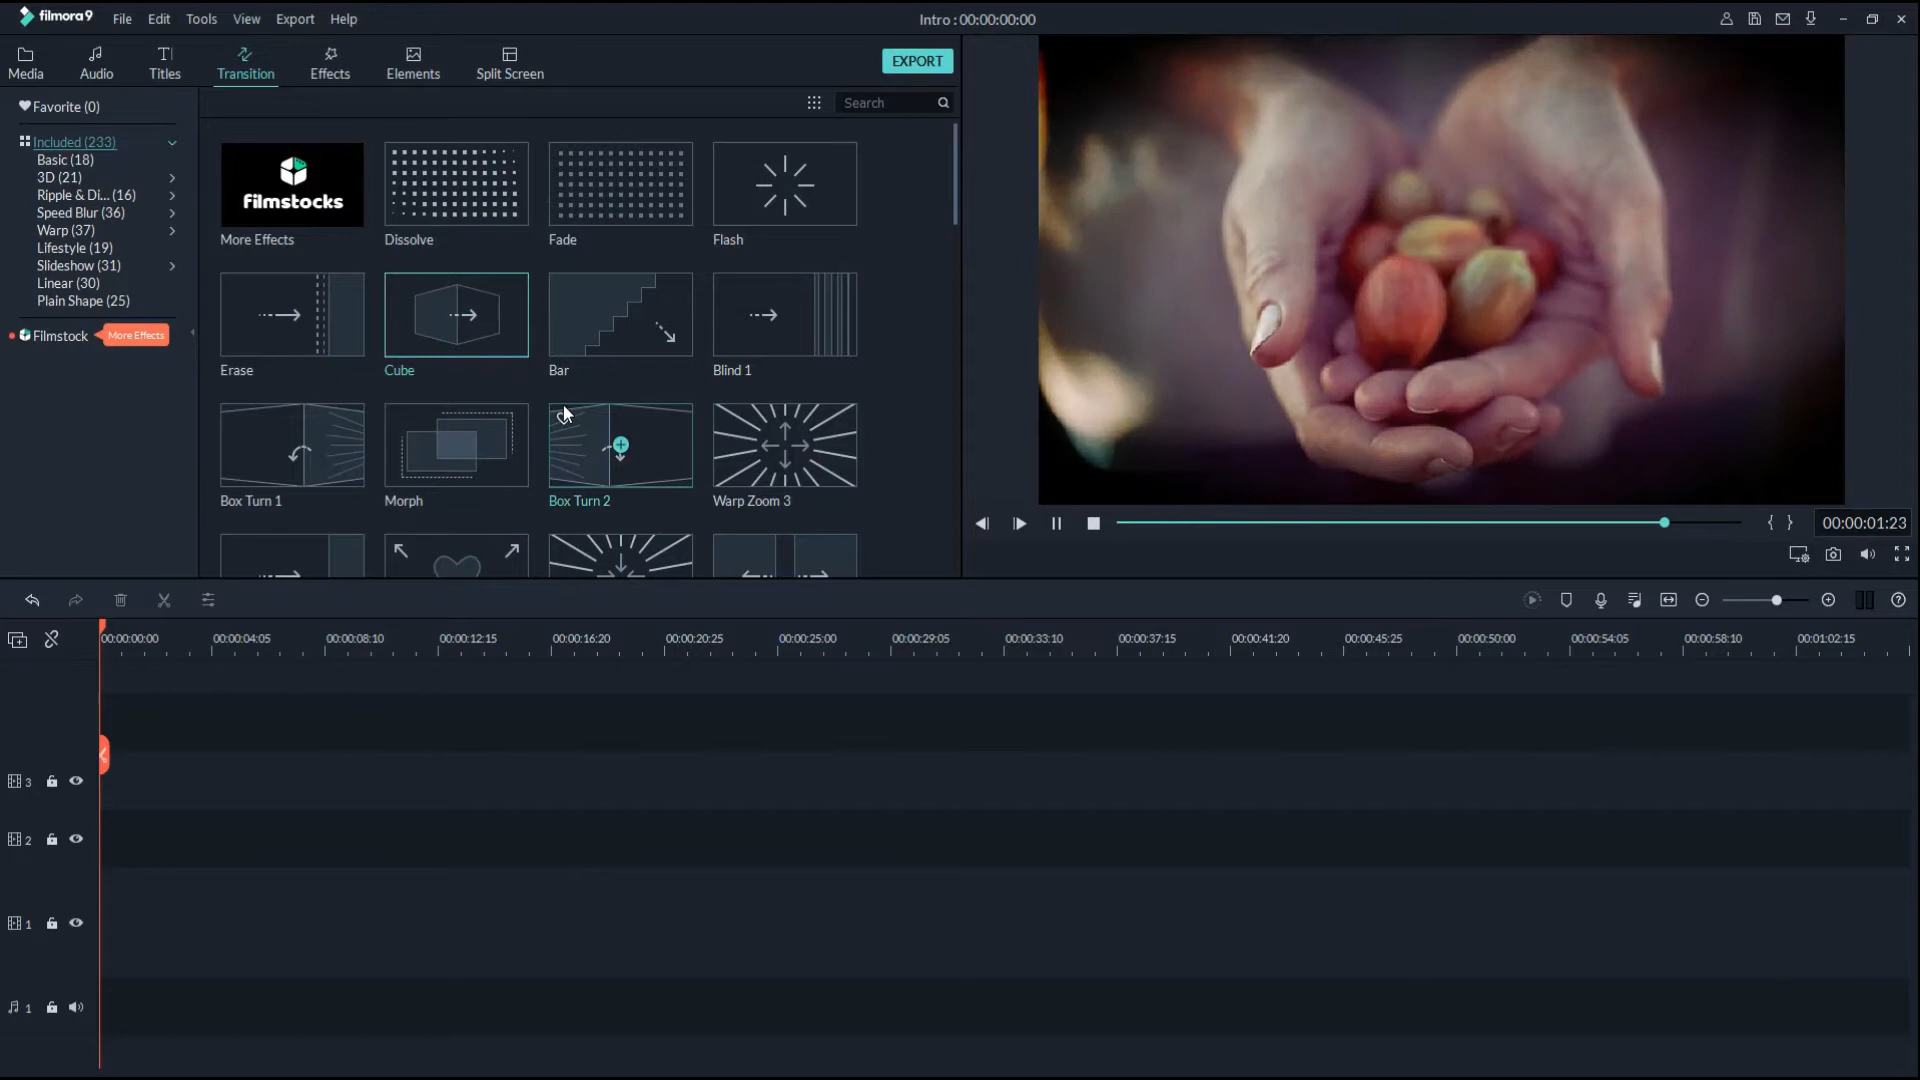 filmora9 File Edit Tools View Export Help Intro : 00:00:00:00
Media Audio Titles Transition Effects Elements Split Screen EXPORT
Favorite (0)
Search
Included (233)
Basic (18)
3D (21)
Ripple & Di... (16)
Speed Blur (36)
Warp (37)
Lifestyle (19)
Slideshow (31)
Linear (30)
Plain Shape (25)
Filmstock More Effects
filmstocks
More Effects Dissolve Fade Flash
Erase Cube Bar Blind 1
Box Turn 1 Morph Box Turn 2 Warp Zoom 3
{ } 00:00:01:23
00:00:00:00 00:00:04:05 00:00:08:10 00:00:12:15 00:00:16:20 00:00:20:25 00:00:25:00 00:00:29:05 00:00:33:10 00:00:37:15 00:00:41:20 00:00:45:25 00:00:50:00 00:00:54:05 00:00:58:10 00:01:02:15
3
2
1
1